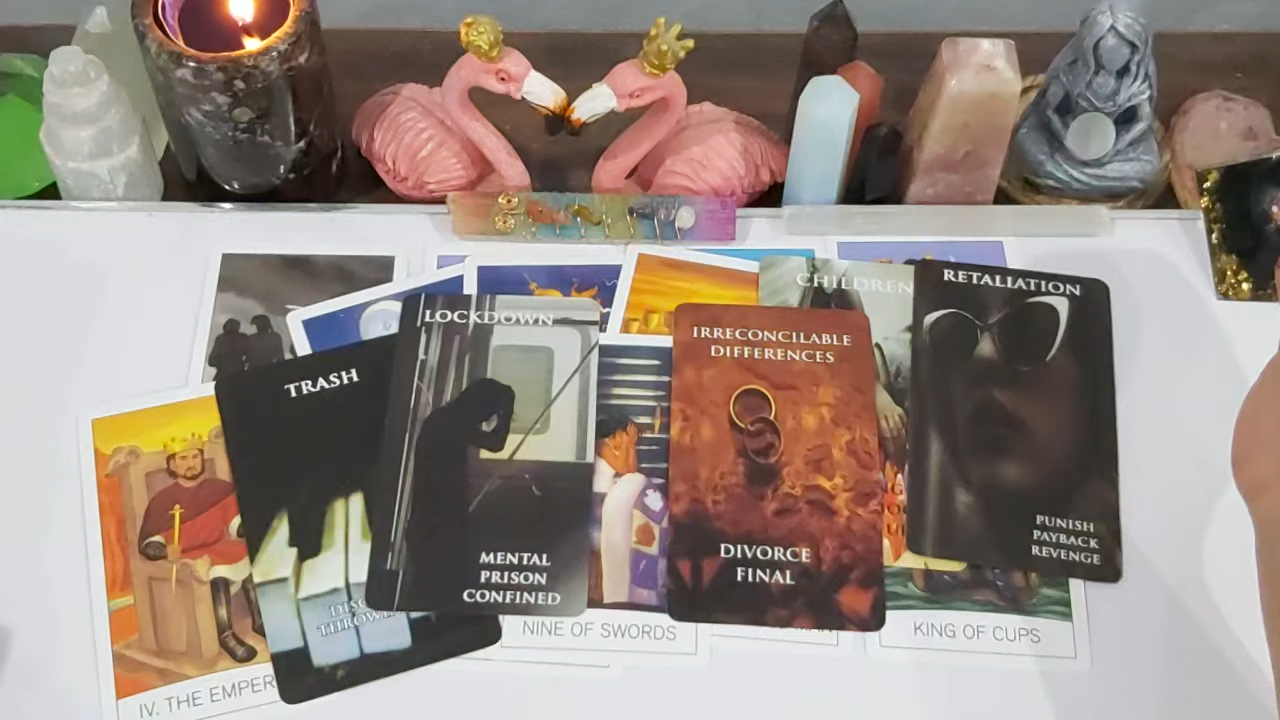 TRASH
LOCKDOWN
MENTAL
PRISON
CONFINED
IRRECONCILABLE
DIFFERENCES
DIVORCE
FINAL
CHILDREN
RETALIATION
PUNISH
PAYBACK
REVENGE
IV. THE EMPER
NINE OF SWORDS
KING OF CUPS